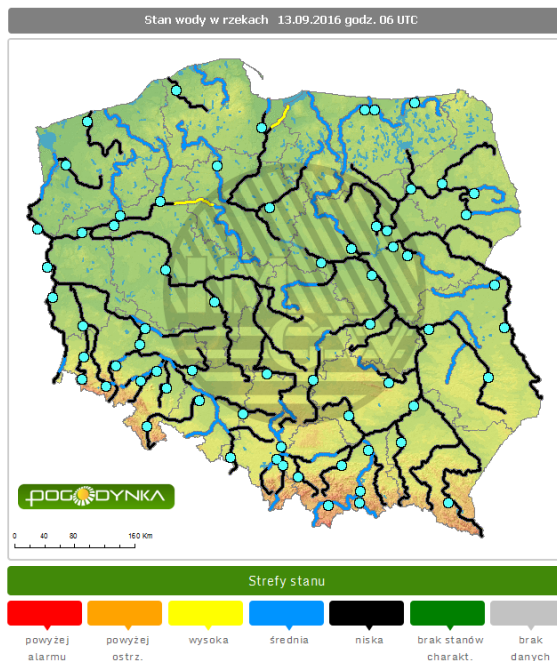 Stan wody w rzekach 13.09.2016 godz. 06 UTC
IMGW
POGODYNKA
0 40 80 160 Km
Strefy stanu
powyżej alarmu
powyżej ostrz.
wysoka
średnia
niska
brak stanów charakt.
brak danych